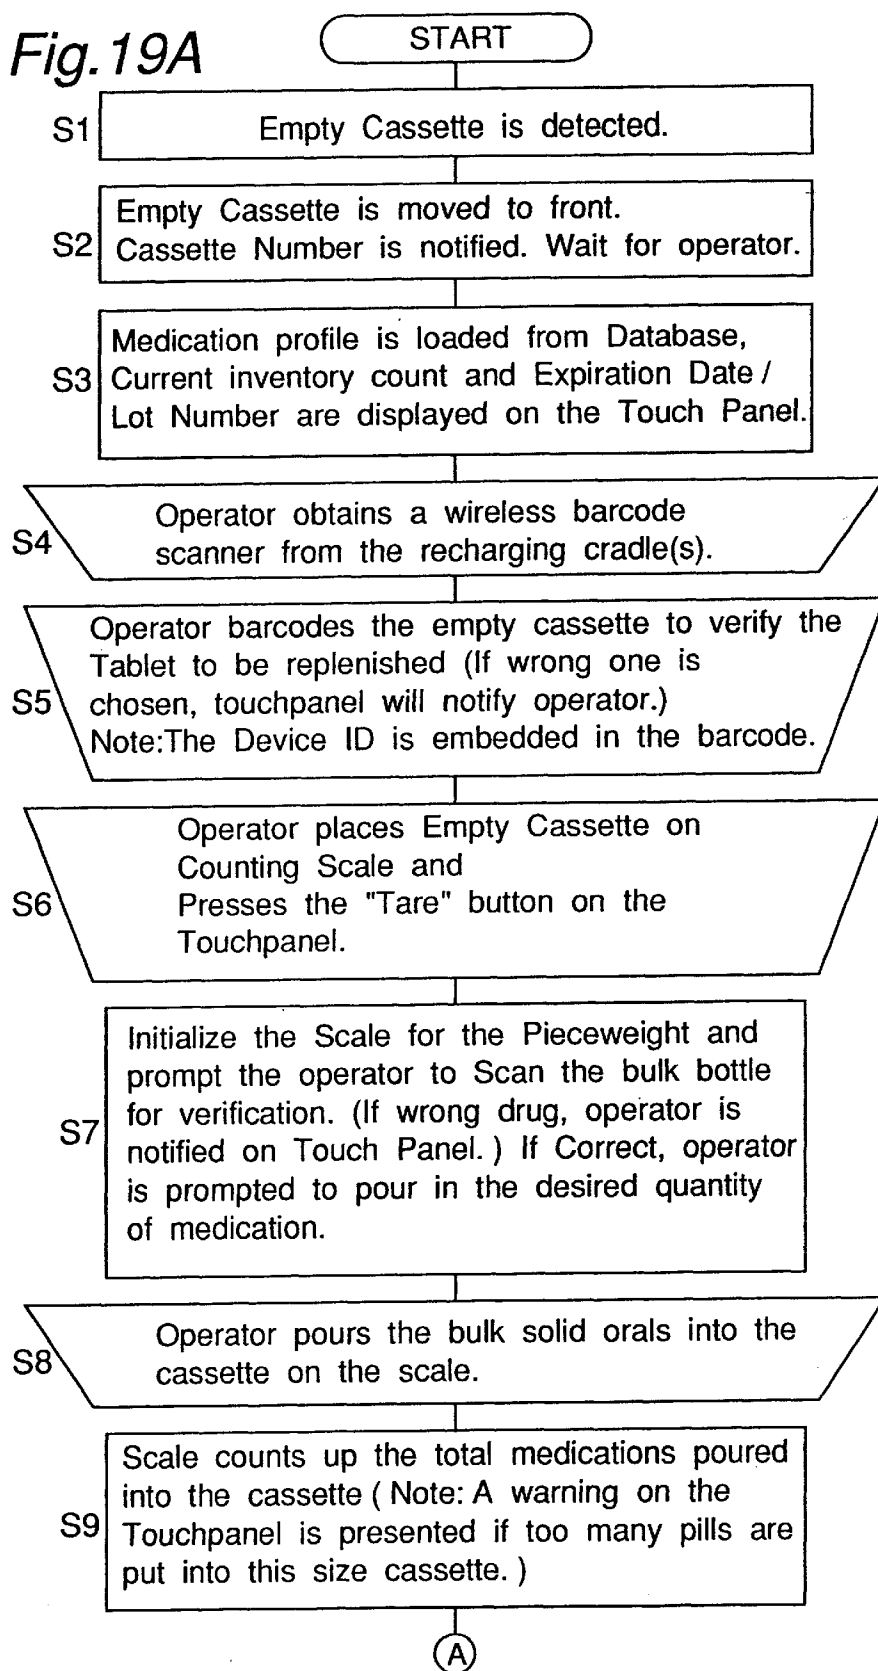 Fig.19A
START
S1
Empty Cassette is detected.
S2
Empty Cassette is moved to front.
Cassette Number is notified. Wait for operator.
S3
Medication profile is loaded from Database,
Current inventory count and Expiration Date /
Lot Number are displayed on the Touch Panel.
S4
Operator obtains a wireless barcode
scanner from the recharging cradle(s).
S5
Operator barcodes the empty cassette to verify the
Tablet to be replenished (If wrong one is
chosen, touchpanel will notify operator.)
Note:The Device ID is embedded in the barcode.
S6
Operator places Empty Cassette on
Counting Scale and
Presses the "Tare" button on the
Touchpanel.
S7
Initialize the Scale for the Pieceweight and
prompt the operator to Scan the bulk bottle
for verification. (If wrong drug, operator is
notified on Touch Panel.) If Correct, operator
is prompted to pour in the desired quantity
of medication.
S8
Operator pours the bulk solid orals into the
cassette on the scale.
S9
Scale counts up the total medications poured
into the cassette ( Note: A warning on the
Touchpanel is presented if too many pills are
put into this size cassette. )
A